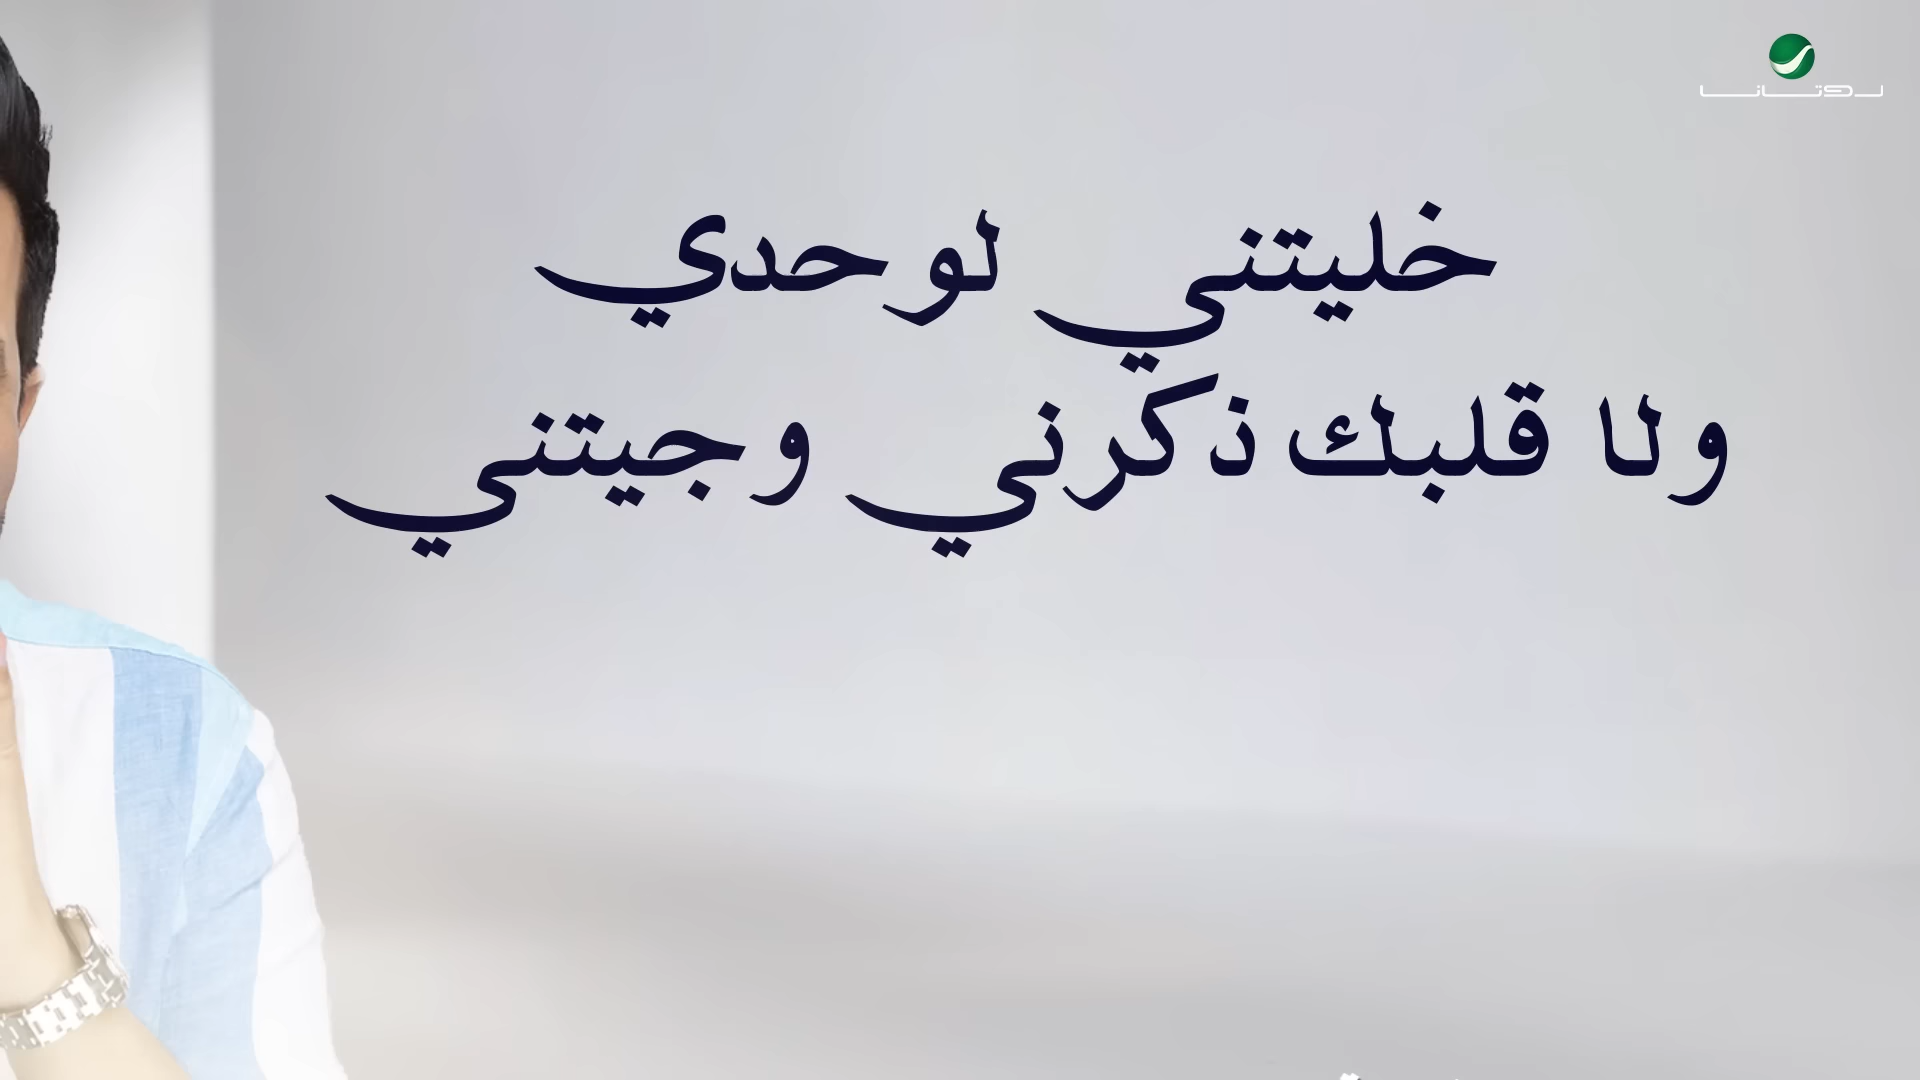 روتانا
خليتني لوحدي
ولا قلبك ذكرني وجيتني